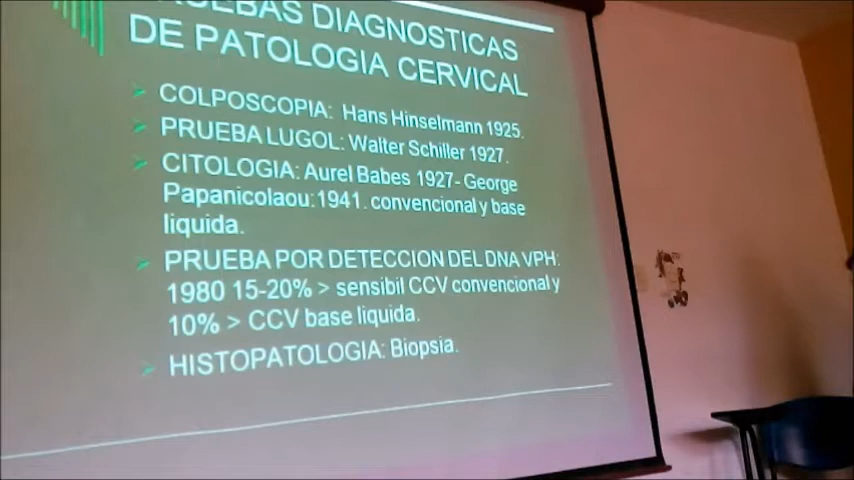 PRUEBAS DIAGNOSTICAS
DE PATOLOGIA CERVICAL
COLPOSCOPIA: Hans Hinselmann 1925.
PRUEBA LUGOL: Walter Schiller 1927.
CITOLOGIA: Aurel Babes 1927-George
Papanicolaou:1941. convencional y base
liquida.
PRUEBA POR DETECCION DEL DNA VPH:
1980 15-20% > sensibil CCV convencional y
10% > CCV base liquida.
HISTOPATOLOGIA: Biopsia.